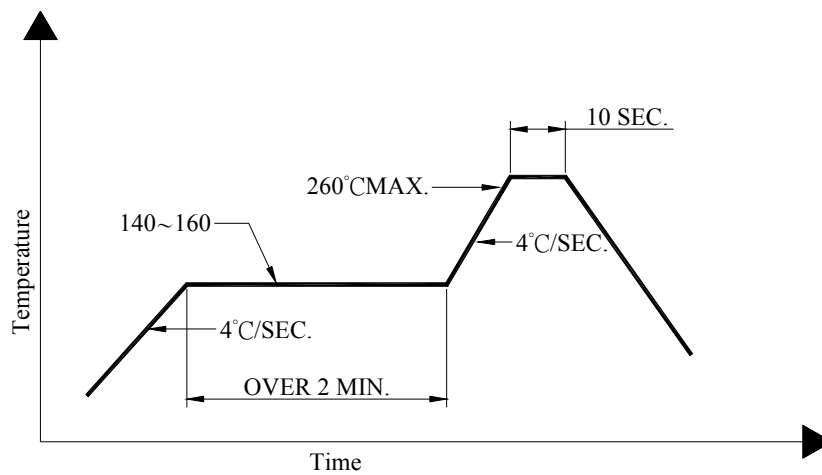 10 SEC.
260℃MAX.
140~160
4℃/SEC.
4℃/SEC.
OVER 2 MIN.
Temperature
Time